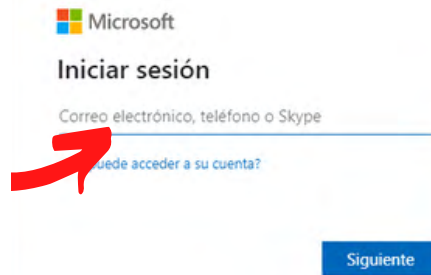 Microsoft
Iniciar sesión
Correo electrónico, teléfono o Skype
acceder a su cuenta?
Siguiente